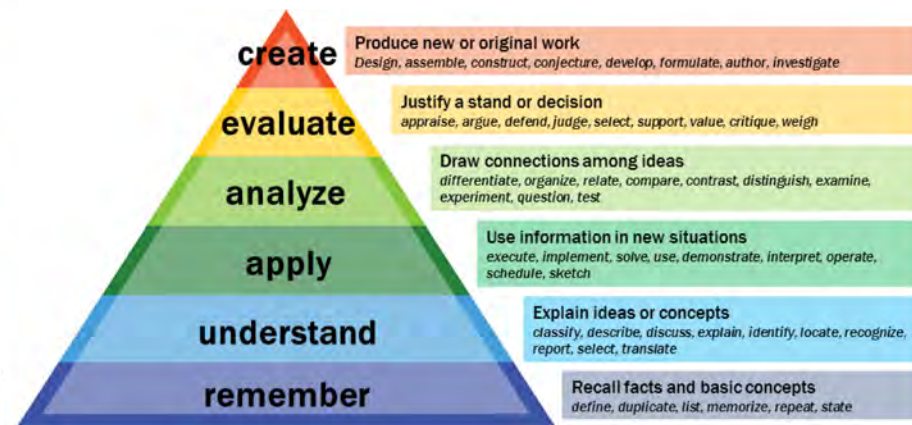 create
Produce new or original work
Design, assemble, construct, conjecture, develop, formulate, author, investigate
evaluate
Justify a stand or decision
appraise, argue, defend, judge, select, support, value, critique, weigh
analyze
Draw connections among ideas
differentiate, organize, relate, compare, contrast, distinguish, examine,
experiment, question, test
apply
Use information in new situations
execute, implement, solve, use, demonstrate, interpret, operate,
schedule, sketch
understand
Explain ideas or concepts
classify, describe, discuss, explain, identify, locate, recognize,
report, select, translate
remember
Recall facts and basic concepts
define, duplicate, list, memorize, repeat, state